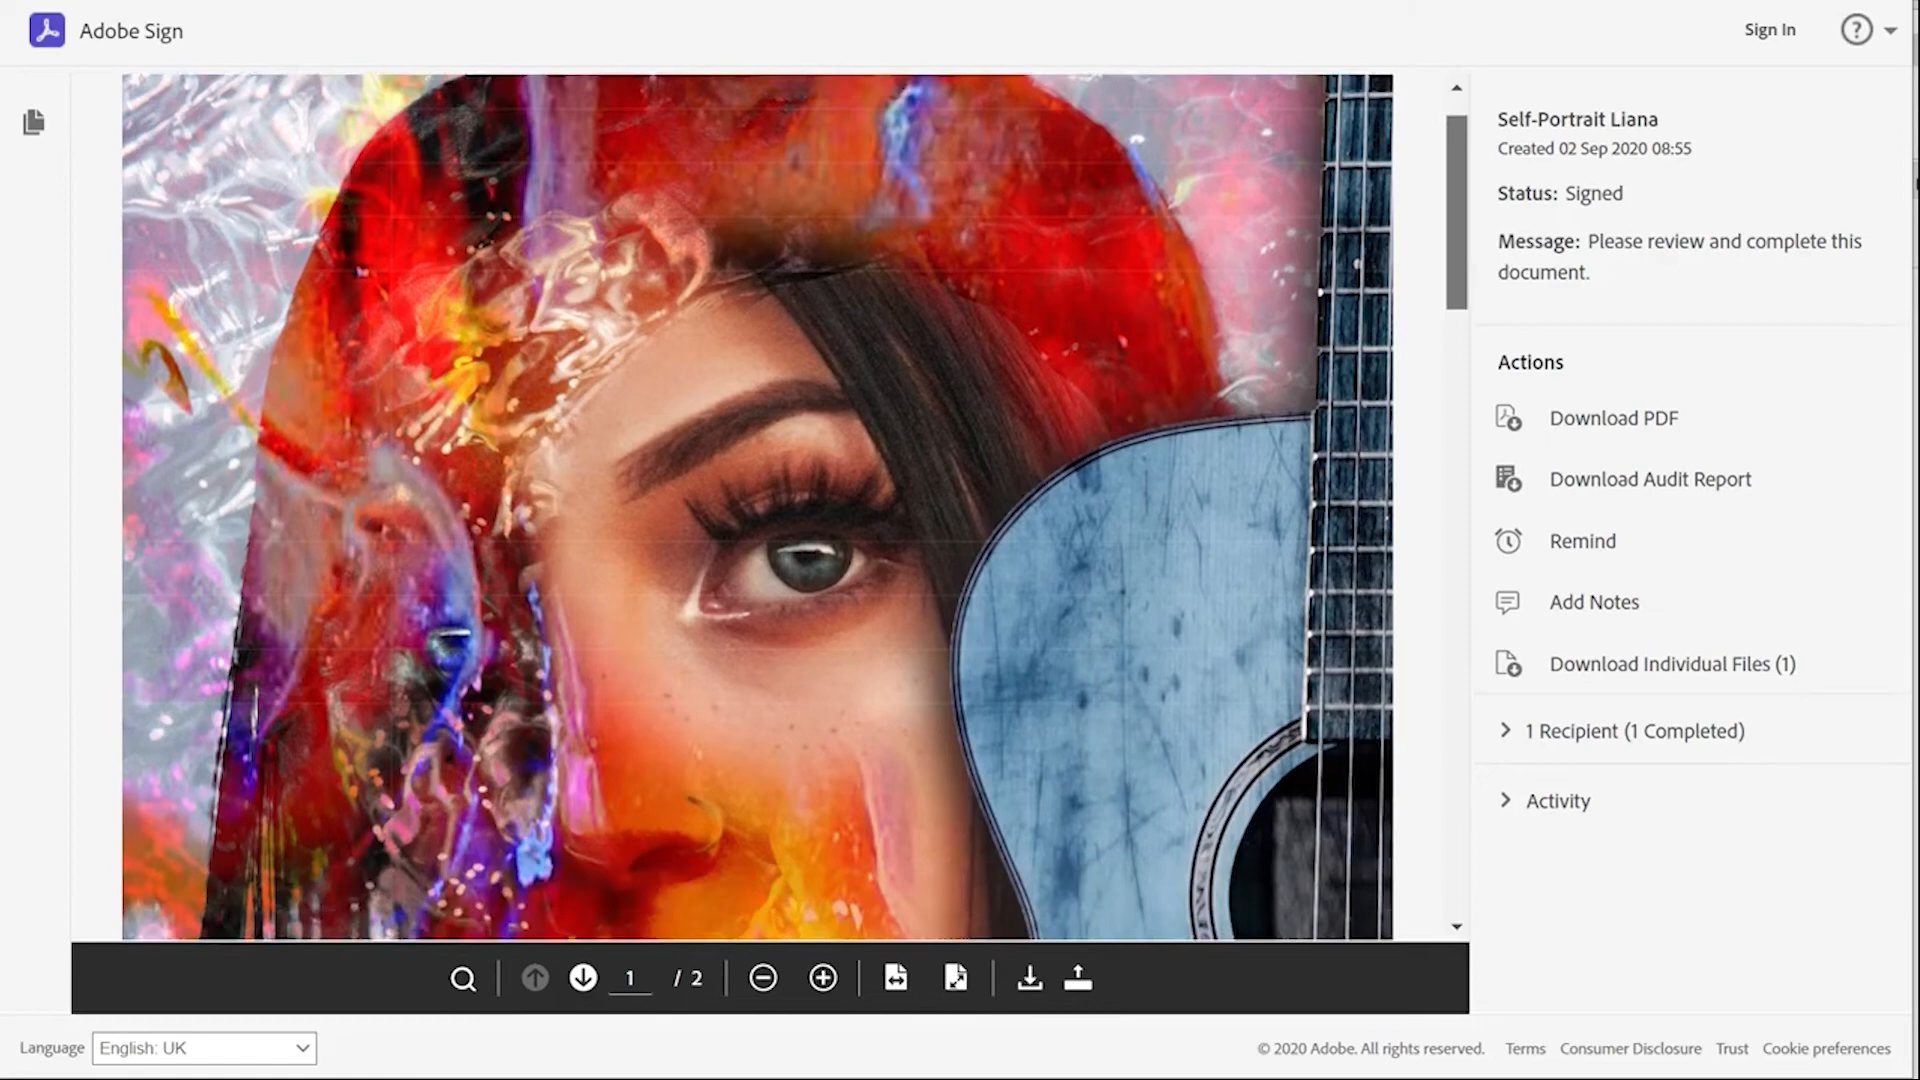 Adobe Sign
Sign In
Self-Portrait Liana
Created 02 Sep 2020 08:55
Status: Signed
Message: Please review and complete this
document.
Actions
Download PDF
Download Audit Report
Remind
Add Notes
Download Individual Files (1)
1 Recipient (1 Completed)
Activity
1 / 2
Language English: UK
© 2020 Adobe. All rights reserved. Terms Consumer Disclosure Trust Cookie preferences